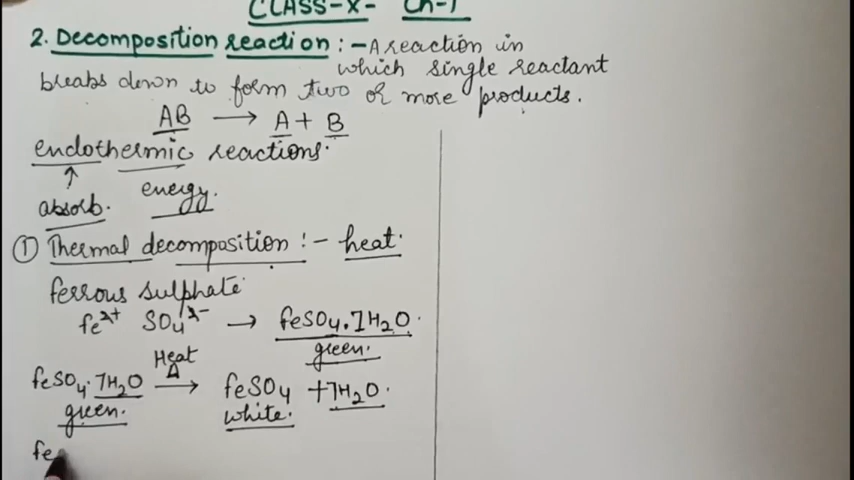 CLASS-X- Ch-1
2. Decomposition reaction :- A reaction in
which single reactant
breaks down to form two or more products.
AB → A + B
endothermic reactions.
↑
absorb. energy.
① Thermal decomposition :- heat.
ferrous sulphate
fe²⁺ SO₄²⁻ → feSO₄.7H₂O.
green.
Heat
Δ
feSO₄.7H₂O → feSO₄ + 7H₂O.
green. white.
fe